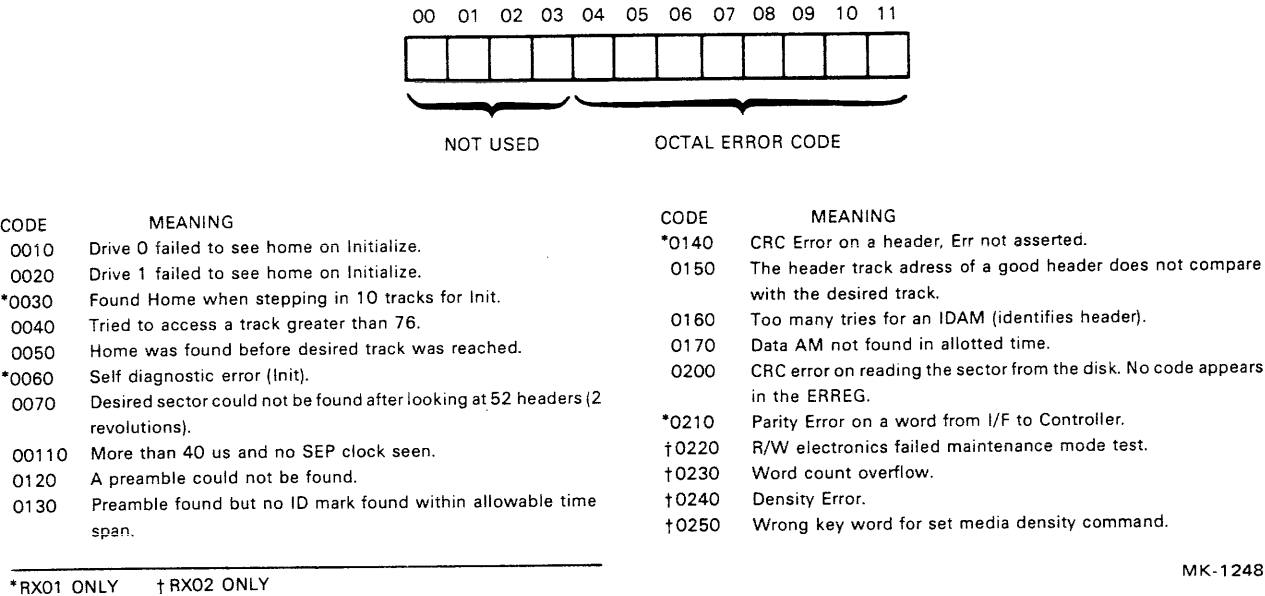 00 01 02 03 04 05 06 07 08 09 10 11
NOT USED
OCTAL ERROR CODE
CODE MEANING
0010 Drive 0 failed to see home on Initialize.
0020 Drive 1 failed to see home on Initialize.
*0030 Found Home when stepping in 10 tracks for Init.
0040 Tried to access a track greater than 76.
0050 Home was found before desired track was reached.
*0060 Self diagnostic error (Init).
0070 Desired sector could not be found after looking at 52 headers (2
revolutions).
00110 More than 40 us and no SEP clock seen.
0120 A preamble could not be found.
0130 Preamble found but no ID mark found within allowable time
span.
CODE MEANING
*0140 CRC Error on a header, Err not asserted.
0150 The header track adress of a good header does not compare
with the desired track.
0160 Too many tries for an IDAM (identifies header).
0170 Data AM not found in allotted time.
0200 CRC error on reading the sector from the disk. No code appears
in the ERREG.
*0210 Parity Error on a word from I/F to Controller.
†0220 R/W electronics failed maintenance mode test.
†0230 Word count overflow.
†0240 Density Error.
†0250 Wrong key word for set media density command.
*RX01 ONLY †RX02 ONLY
MK-1248